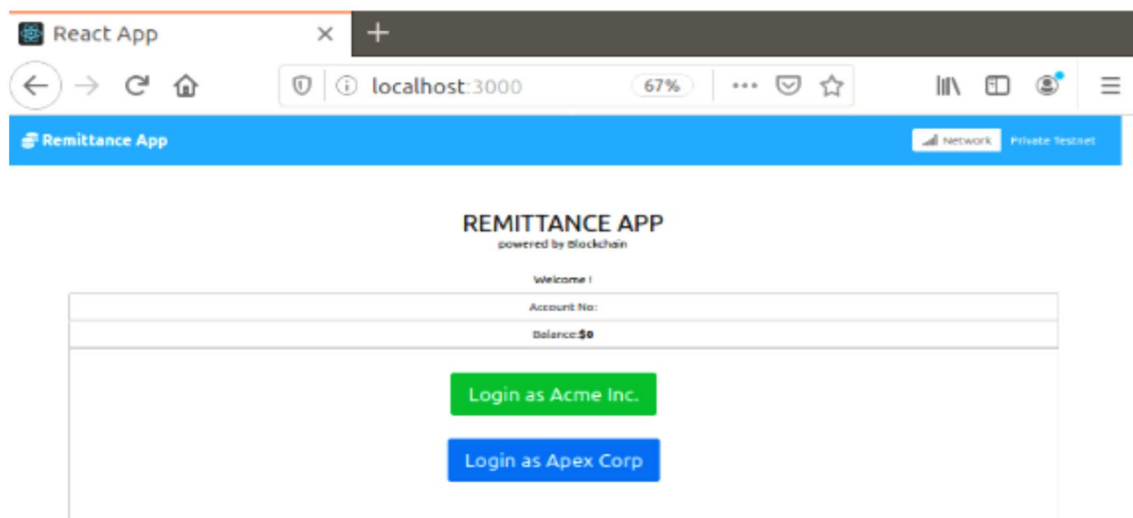 React App
localhost:3000 67%
Remittance App Network Private Testnet
REMITTANCE APP
powered by Blockchain
Welcome !
Account No:
Balance:$0
Login as Acme Inc.
Login as Apex Corp